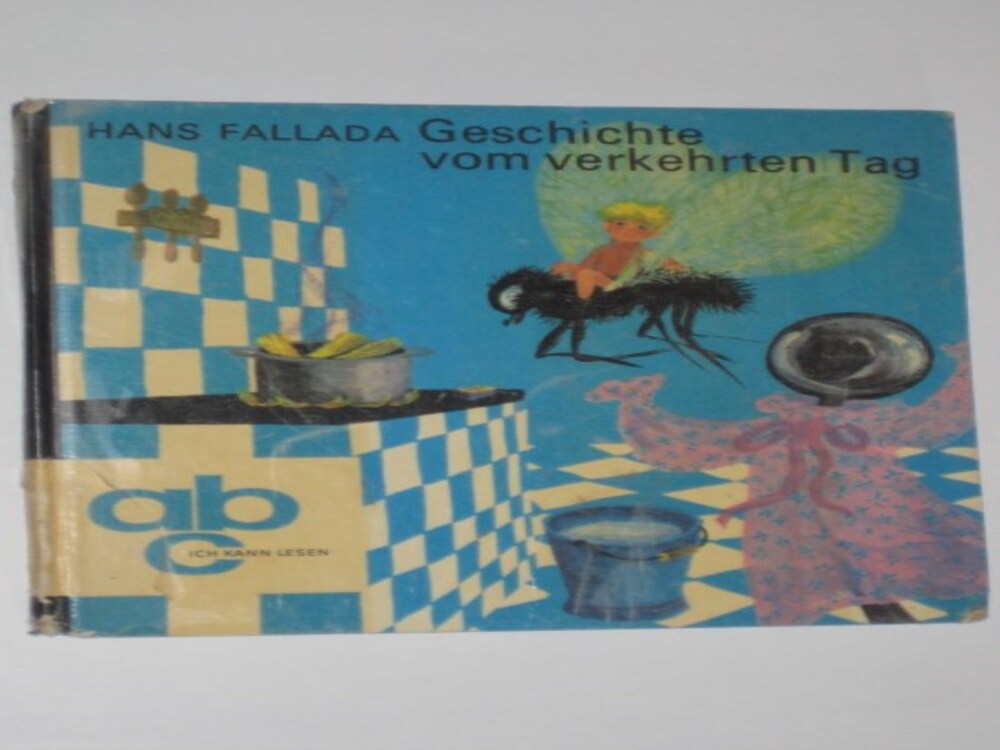 HANS FALLADA Geschichte
vom verkehrten Tag
abc
ICH KANN LESEN